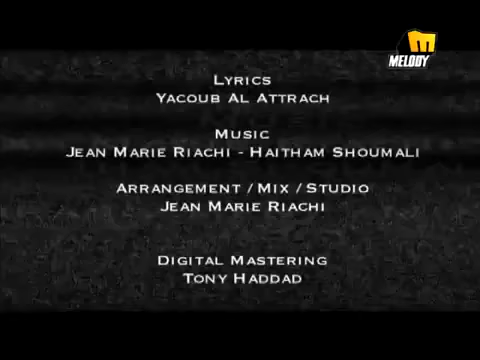 MELODY
LYRICS
YACOUB AL ATTRACH
MUSIC
JEAN MARIE RIACHI - HAITHAM SHOUMALI
ARRANGEMENT / MIX / STUDIO
JEAN MARIE RIACHI
DIGITAL MASTERING
TONY HADDAD